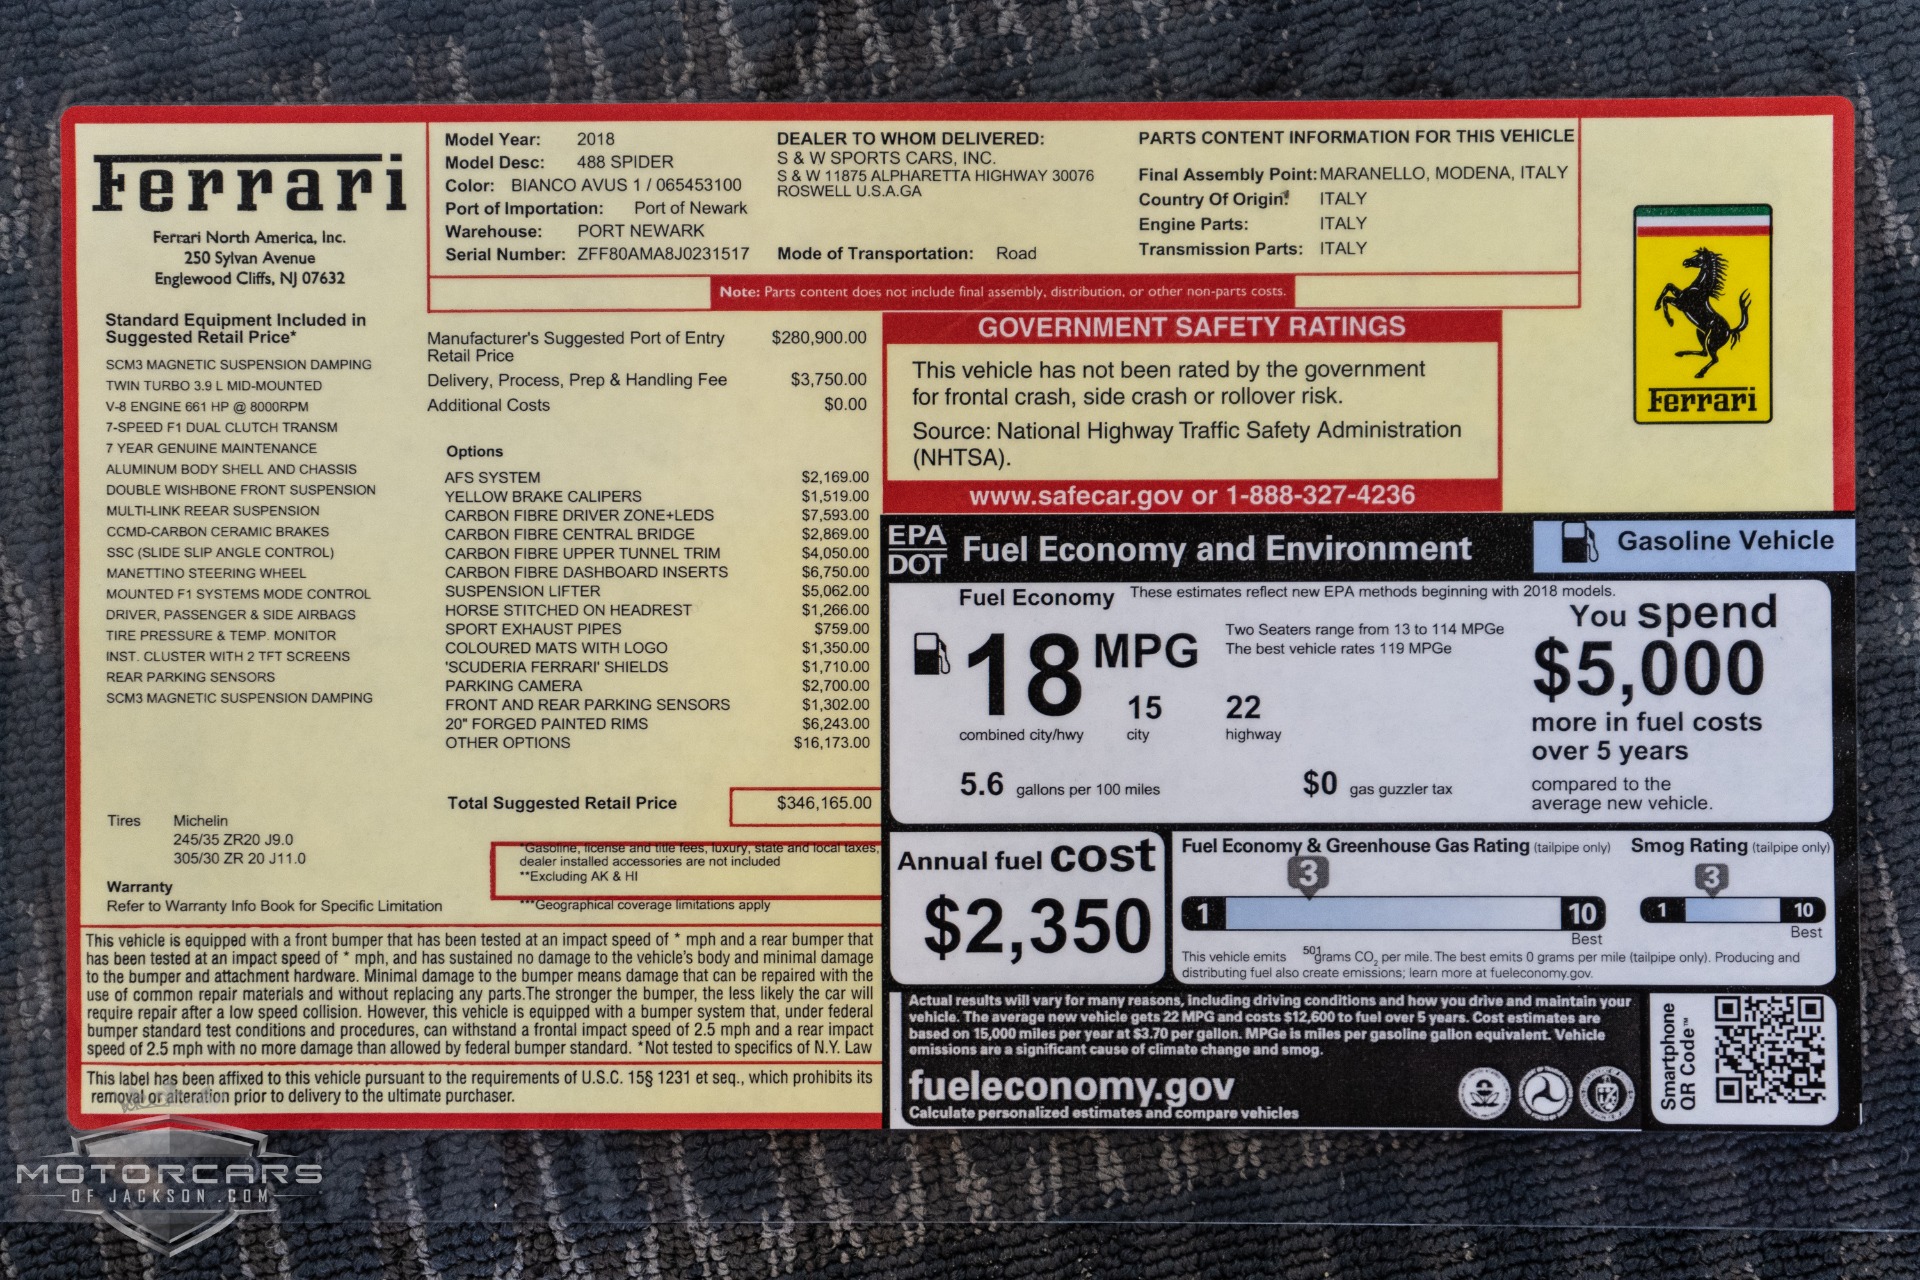 Ferrari
Ferrari North America, Inc.
250 Sylvan Avenue
Englewood Cliffs, NJ 07632
Model Year: 2018
Model Desc: 488 SPIDER
Color: BIANCO AVUS 1 / 065453100
Port of Importation: Port of Newark
Warehouse: PORT NEWARK
Serial Number: ZFF80AMA8J0231517
DEALER TO WHOM DELIVERED:
S & W SPORTS CARS, INC.
S & W 11875 ALPHARETTA HIGHWAY 30076
ROSWELL U.S.A.GA
Mode of Transportation: Road
PARTS CONTENT INFORMATION FOR THIS VEHICLE
Final Assembly Point: MARANELLO, MODENA, ITALY
Country Of Origin: ITALY
Engine Parts: ITALY
Transmission Parts: ITALY
Note: Parts content does not include final assembly, distribution, or other non-parts costs.
Ferrari
Standard Equipment Included in
Suggested Retail Price*
SCM3 MAGNETIC SUSPENSION DAMPING
TWIN TURBO 3.9 L MID-MOUNTED
V-8 ENGINE 661 HP @ 8000RPM
7-SPEED F1 DUAL CLUTCH TRANSM
7 YEAR GENUINE MAINTENANCE
ALUMINUM BODY SHELL AND CHASSIS
DOUBLE WISHBONE FRONT SUSPENSION
MULTI-LINK REEAR SUSPENSION
CCMD-CARBON CERAMIC BRAKES
SSC (SLIDE SLIP ANGLE CONTROL)
MANETTINO STEERING WHEEL
MOUNTED F1 SYSTEMS MODE CONTROL
DRIVER, PASSENGER & SIDE AIRBAGS
TIRE PRESSURE & TEMP. MONITOR
INST. CLUSTER WITH 2 TFT SCREENS
REAR PARKING SENSORS
SCM3 MAGNETIC SUSPENSION DAMPING
Tires Michelin
245/35 ZR20 J9.0
305/30 ZR 20 J11.0
Warranty
Refer to Warranty Info Book for Specific Limitation
Manufacturer's Suggested Port of Entry $280,900.00
Retail Price
Delivery, Process, Prep & Handling Fee $3,750.00
Additional Costs $0.00
Options
AFS SYSTEM $2,169.00
YELLOW BRAKE CALIPERS $1,519.00
CARBON FIBRE DRIVER ZONE+LEDS $7,593.00
CARBON FIBRE CENTRAL BRIDGE $2,869.00
CARBON FIBRE UPPER TUNNEL TRIM $4,050.00
CARBON FIBRE DASHBOARD INSERTS $6,750.00
SUSPENSION LIFTER $5,062.00
HORSE STITCHED ON HEADREST $1,266.00
SPORT EXHAUST PIPES $759.00
COLOURED MATS WITH LOGO $1,350.00
'SCUDERIA FERRARI' SHIELDS $1,710.00
PARKING CAMERA $2,700.00
FRONT AND REAR PARKING SENSORS $1,302.00
20" FORGED PAINTED RIMS $6,243.00
OTHER OPTIONS $16,173.00
Total Suggested Retail Price $346,165.00
*Gasoline, license and title fees, luxury, state and local taxes,
dealer installed accessories are not included
**Excluding AK & HI
***Geographical coverage limitations apply
This vehicle is equipped with a front bumper that has been tested at an impact speed of * mph and a rear bumper that
has been tested at an impact speed of * mph, and has sustained no damage to the vehicle's body and minimal damage
to the bumper and attachment hardware. Minimal damage to the bumper means damage that can be repaired with the
use of common repair materials and without replacing any parts.The stronger the bumper, the less likely the car will
require repair after a low speed collision. However, this vehicle is equipped with a bumper system that, under federal
bumper standard test conditions and procedures, can withstand a frontal impact speed of 2.5 mph and a rear impact
speed of 2.5 mph with no more damage than allowed by federal bumper standard. *Not tested to specifics of N.Y. Law
This label has been affixed to this vehicle pursuant to the requirements of U.S.C. 15§ 1231 et seq., which prohibits its
removal or alteration prior to delivery to the ultimate purchaser.
GOVERNMENT SAFETY RATINGS
This vehicle has not been rated by the government
for frontal crash, side crash or rollover risk.
Source: National Highway Traffic Safety Administration
(NHTSA).
www.safecar.gov or 1-888-327-4236
EPA
DOT
Fuel Economy and Environment
Gasoline Vehicle
Fuel Economy These estimates reflect new EPA methods beginning with 2018 models.
18 MPG
combined city/hwy
15
city
22
highway
Two Seaters range from 13 to 114 MPGe
The best vehicle rates 119 MPGe
5.6 gallons per 100 miles
$0 gas guzzler tax
You spend
$5,000
more in fuel costs
over 5 years
compared to the
average new vehicle.
Annual fuel cost
$2,350
Fuel Economy & Greenhouse Gas Rating (tailpipe only)
3
1 10
Best
Smog Rating (tailpipe only)
3
1 10
Best
This vehicle emits 501 grams CO2 per mile. The best emits 0 grams per mile (tailpipe only). Producing and
distributing fuel also create emissions; learn more at fueleconomy.gov.
Actual results will vary for many reasons, including driving conditions and how you drive and maintain your
vehicle. The average new vehicle gets 22 MPG and costs $12,600 to fuel over 5 years. Cost estimates are
based on 15,000 miles per year at $3.70 per gallon. MPGe is miles per gasoline gallon equivalent. Vehicle
emissions are a significant cause of climate change and smog.
fueleconomy.gov
Calculate personalized estimates and compare vehicles
Smartphone
QR Code™
MOTORCARS
OF JACKSON.COM